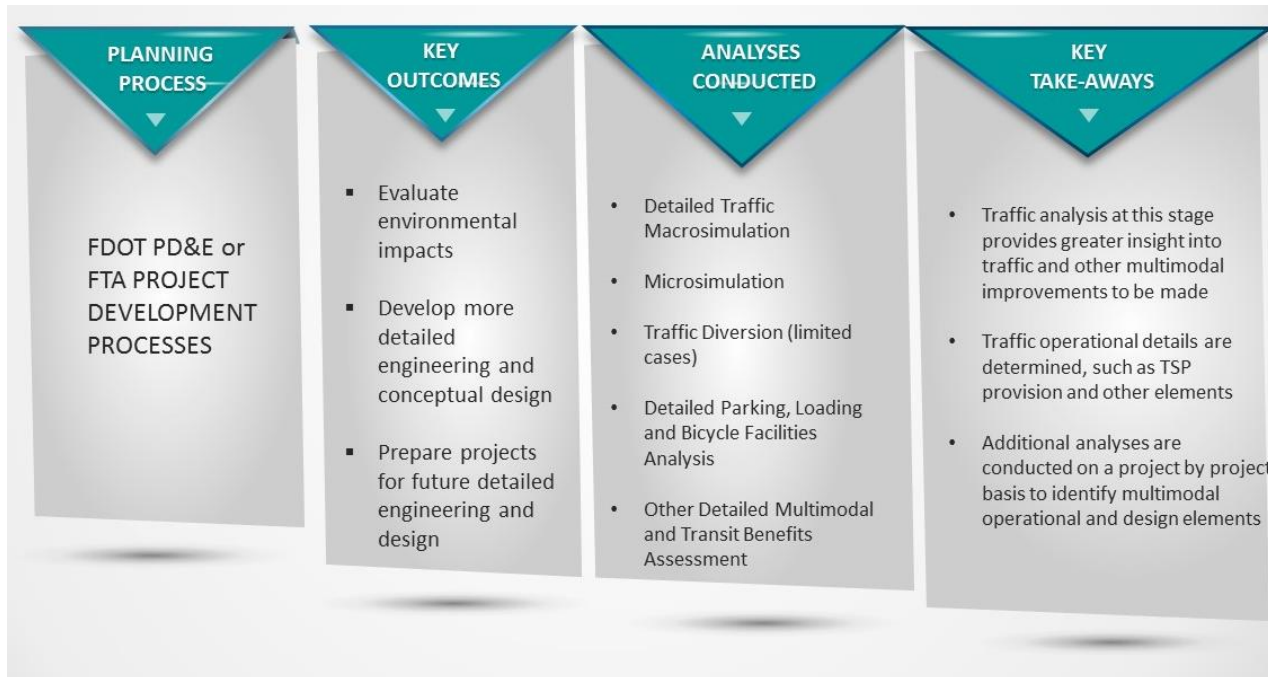 PLANNING
PROCESS
FDOT PD&E or
FTA PROJECT
DEVELOPMENT
PROCESSES
KEY
OUTCOMES
▪ Evaluate
environmental
impacts
▪ Develop more
detailed
engineering and
conceptual design
▪ Prepare projects
for future detailed
engineering and
design
ANALYSES
CONDUCTED
• Detailed Traffic
Macrosimulation
• Microsimulation
• Traffic Diversion (limited
cases)
• Detailed Parking, Loading
and Bicycle Facilities
Analysis
• Other Detailed Multimodal
and Transit Benefits
Assessment
KEY
TAKE-AWAYS
• Traffic analysis at this stage
provides greater insight into
traffic and other multimodal
improvements to be made
• Traffic operational details are
determined, such as TSP
provision and other elements
• Additional analyses are
conducted on a project by project
basis to identify multimodal
operational and design elements